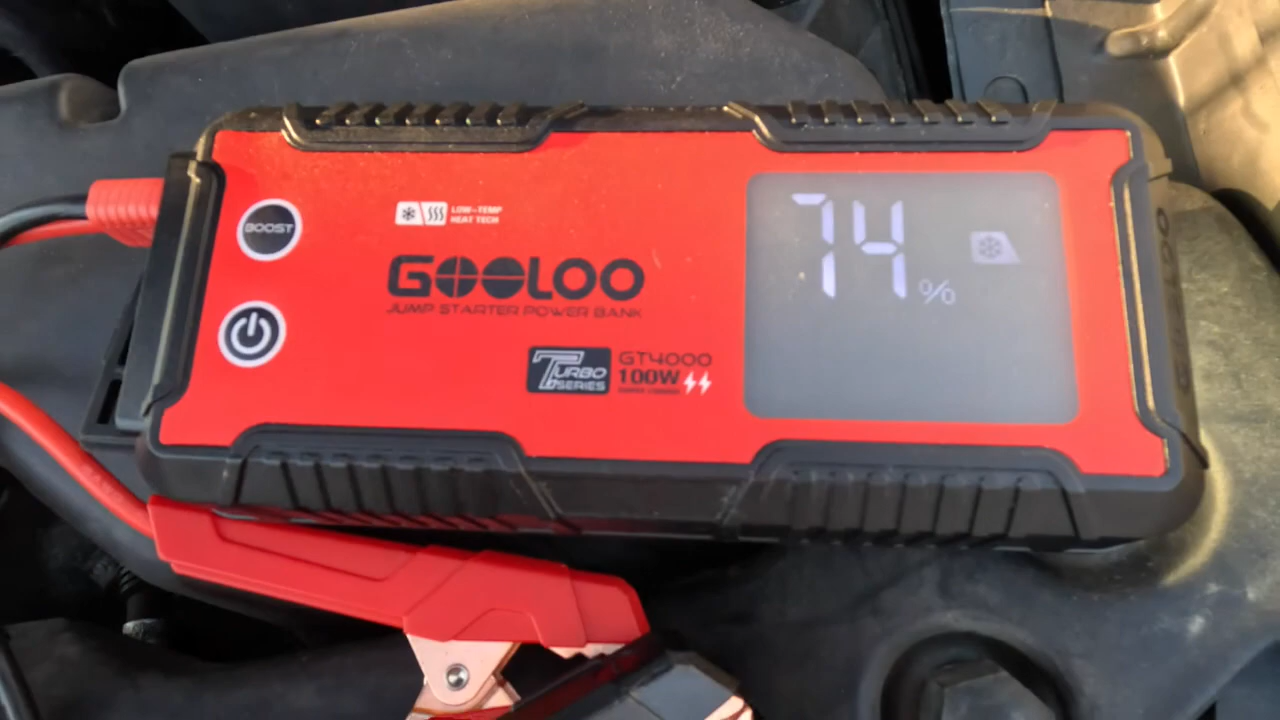 BOOST
LOW-TEMP
HEAT TECH
GOOLOO
JUMP STARTER POWER BANK
TURBO
SERIES
GT4000
100W
74%